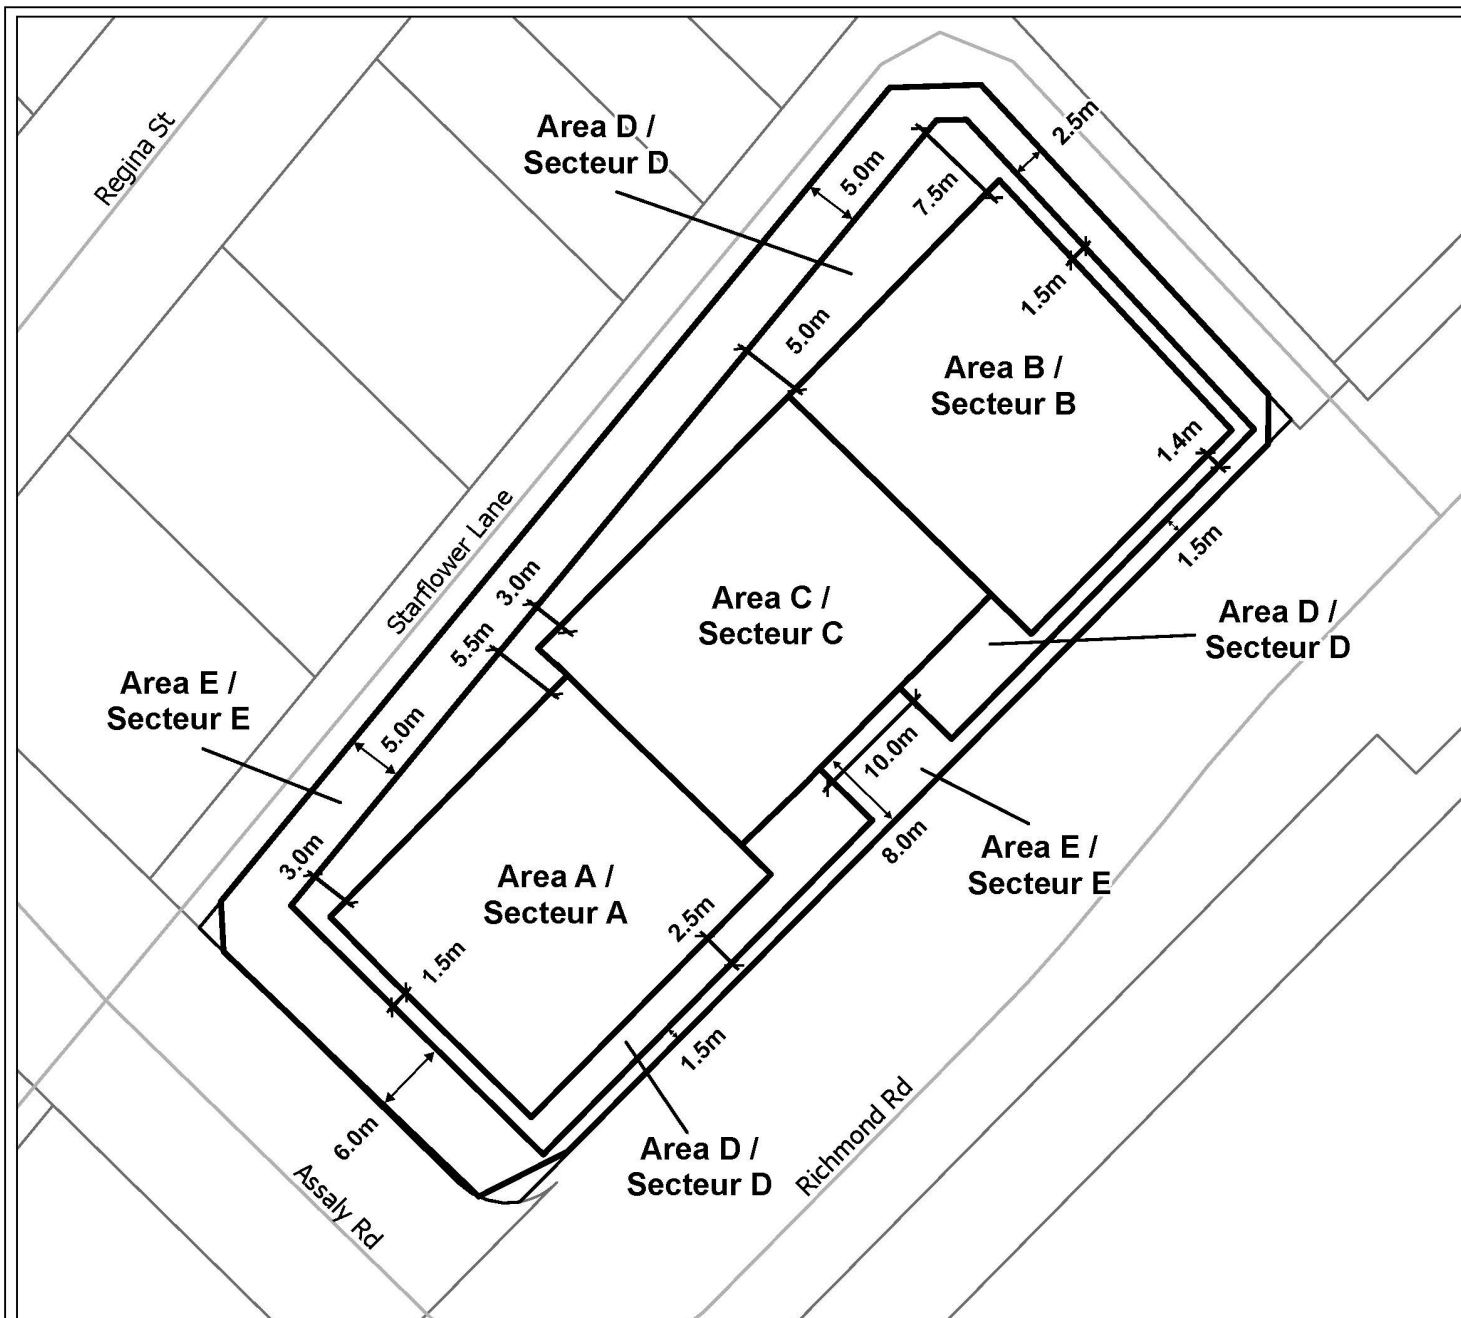 Regina St
Area D /
Secteur D
2.5m
5.0m
7.5m
1.5m
5.0m
Area B /
Secteur B
1.4m
1.5m
Starflower Lane
3.0m
5.5m
Area C /
Secteur C
Area D /
Secteur D
Area E /
Secteur E
5.0m
10.0m
8.0m
Area E /
Secteur E
3.0m
Area A /
Secteur A
2.5m
1.5m
1.5m
6.0m
Area D /
Secteur D
Richmond Rd
Assaly Rd